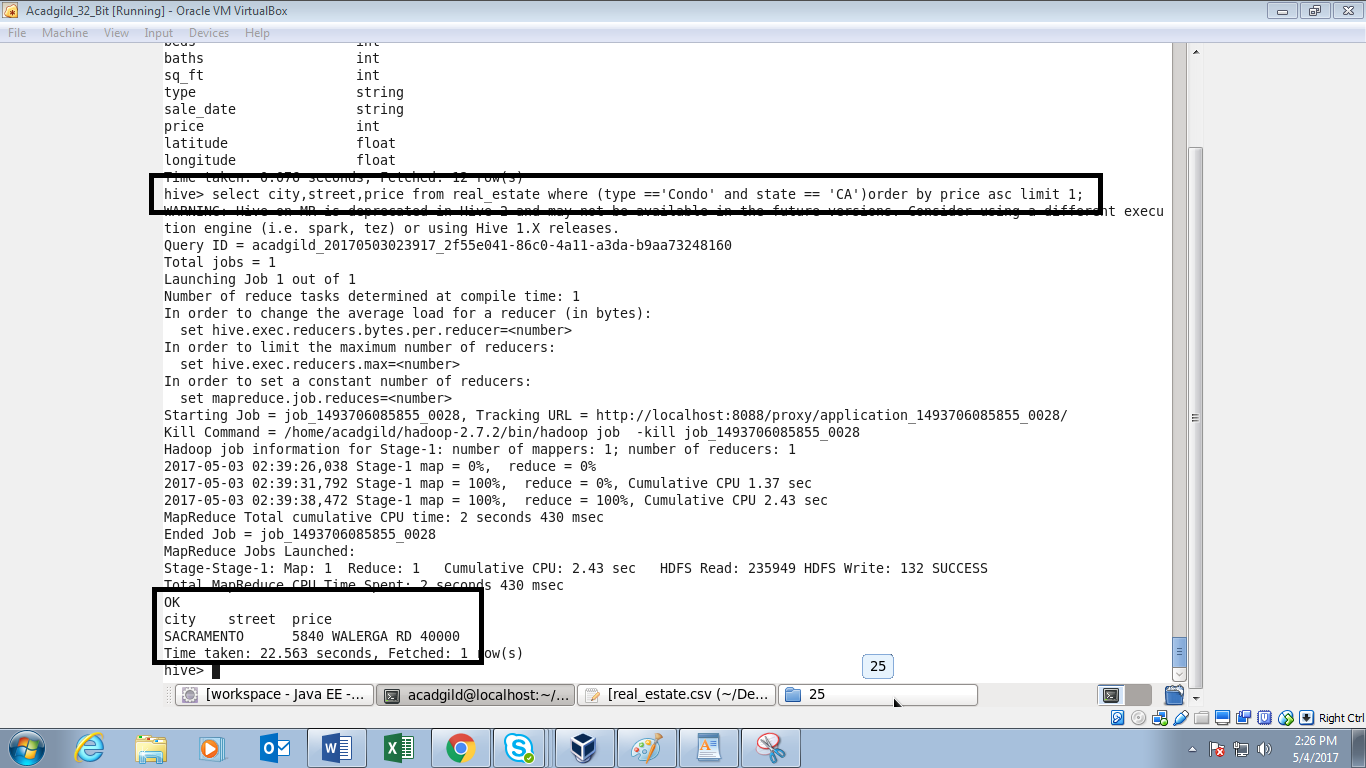 Acadgild_32_Bit [Running] - Oracle VM VirtualBox
File Machine View Input Devices Help
beds int
baths int
sq_ft int
type string
sale_date string
price int
latitude float
longitude float
Time taken: 0.076 seconds, Fetched: 12 row(s)
hive> select city,street,price from real_estate where (type =='Condo' and state == 'CA')order by price asc limit 1;
WARNING: Hive-on-MR is deprecated in Hive 2 and may not be available in the future versions. Consider using a different execu
tion engine (i.e. spark, tez) or using Hive 1.X releases.
Query ID = acadgild_20170503023917_2f55e041-86c0-4a11-a3da-b9aa73248160
Total jobs = 1
Launching Job 1 out of 1
Number of reduce tasks determined at compile time: 1
In order to change the average load for a reducer (in bytes):
  set hive.exec.reducers.bytes.per.reducer=<number>
In order to limit the maximum number of reducers:
  set hive.exec.reducers.max=<number>
In order to set a constant number of reducers:
  set mapreduce.job.reduces=<number>
Starting Job = job_1493706085855_0028, Tracking URL = http://localhost:8088/proxy/application_1493706085855_0028/
Kill Command = /home/acadgild/hadoop-2.7.2/bin/hadoop job  -kill job_1493706085855_0028
Hadoop job information for Stage-1: number of mappers: 1; number of reducers: 1
2017-05-03 02:39:26,038 Stage-1 map = 0%,  reduce = 0%
2017-05-03 02:39:31,792 Stage-1 map = 100%,  reduce = 0%, Cumulative CPU 1.37 sec
2017-05-03 02:39:38,472 Stage-1 map = 100%,  reduce = 100%, Cumulative CPU 2.43 sec
MapReduce Total cumulative CPU time: 2 seconds 430 msec
Ended Job = job_1493706085855_0028
MapReduce Jobs Launched:
Stage-Stage-1: Map: 1  Reduce: 1   Cumulative CPU: 2.43 sec   HDFS Read: 235949 HDFS Write: 132 SUCCESS
Total MapReduce CPU Time Spent: 2 seconds 430 msec
OK
city street price
SACRAMENTO 5840 WALERGA RD 40000
Time taken: 22.563 seconds, Fetched: 1 row(s)
hive>
25
[workspace - Java EE -... acadgild@localhost:~/... [real_estate.csv (~/De... 25
Right Ctrl
2:26 PM
5/4/2017